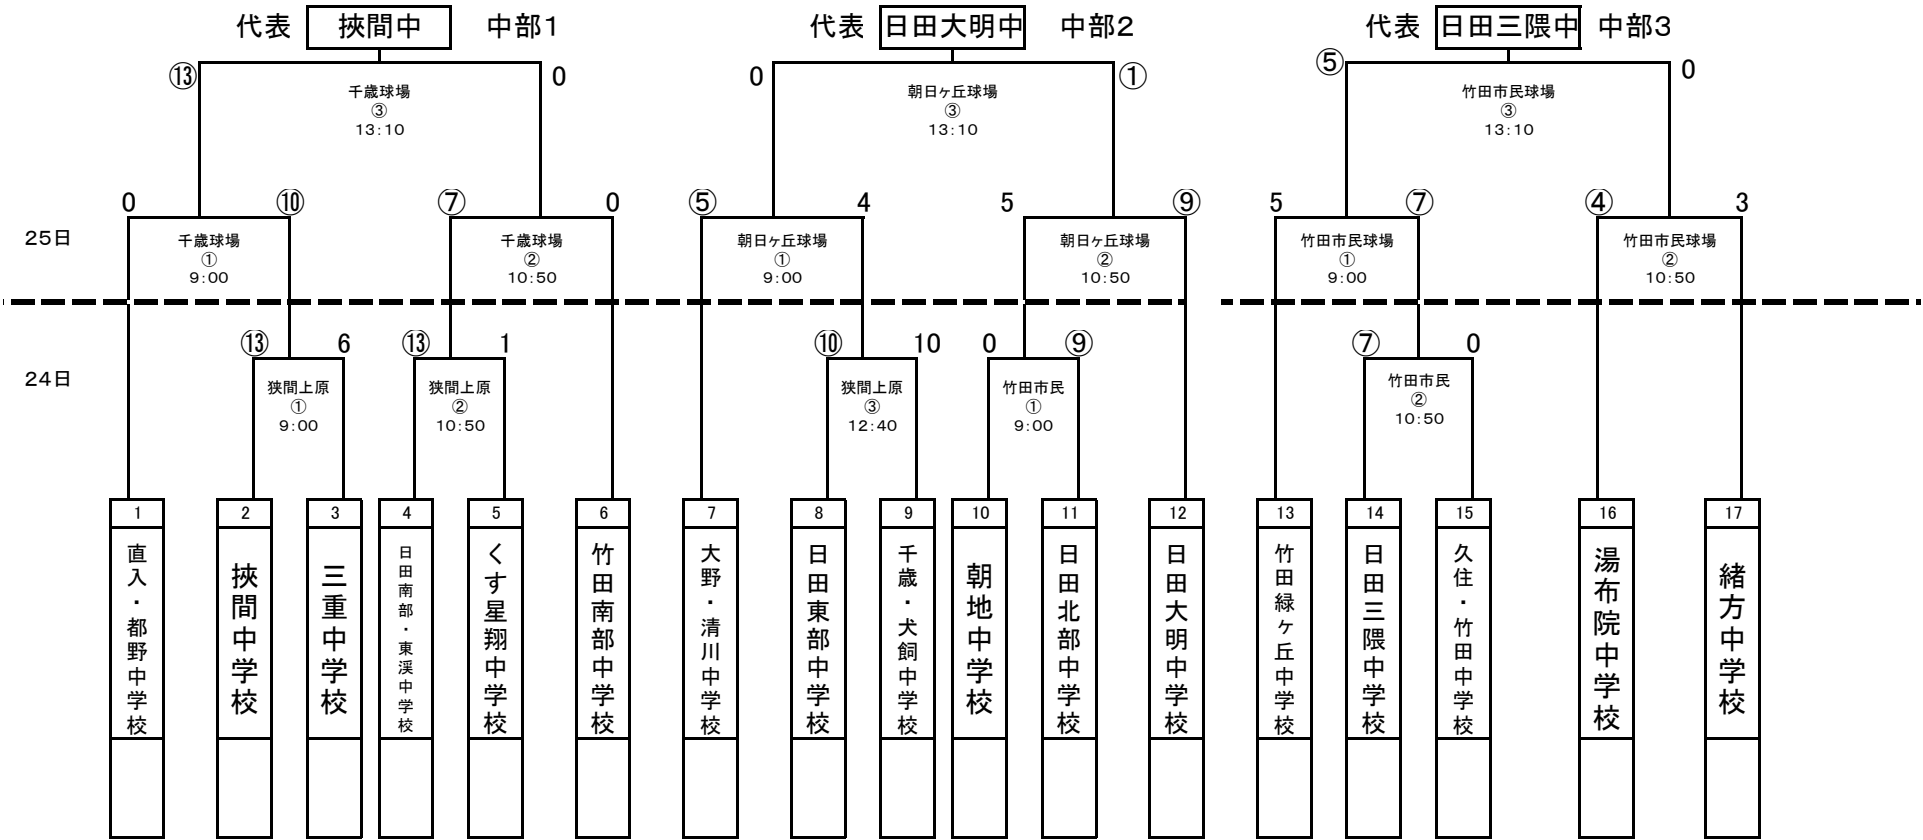 代表 挾間中 中部1
代表 日田大明中 中部2
代表 日田三隈中 中部3
⑬ 0
0 ①
⑤ 0
千歳球場
③
13:10
朝日ヶ丘球場
③
13:10
竹田市民球場
③
13:10
0 ⑩ ⑦ 0
⑤ 4 5 ⑨
5 ⑦ ④ 3
25日
千歳球場
①
9:00
千歳球場
②
10:50
朝日ヶ丘球場
①
9:00
朝日ヶ丘球場
②
10:50
竹田市民球場
①
9:00
竹田市民球場
②
10:50
⑬ 6 ⑬ 1
⑩ 10 0 ⑨
⑦ 0
24日
狭間上原
①
9:00
狭間上原
②
10:50
狭間上原
③
12:40
竹田市民
①
9:00
竹田市民
②
10:50
1
直入・都野中学校
2
挾間中学校
3
三重中学校
4
日田南部・東渓中学校
5
くす星翔中学校
6
竹田南部中学校
7
大野・清川中学校
8
日田東部中学校
9
千歳・犬飼中学校
10
朝地中学校
11
日田北部中学校
12
日田大明中学校
13
竹田緑ヶ丘中学校
14
日田三隈中学校
15
久住・竹田中学校
16
湯布院中学校
17
緒方中学校